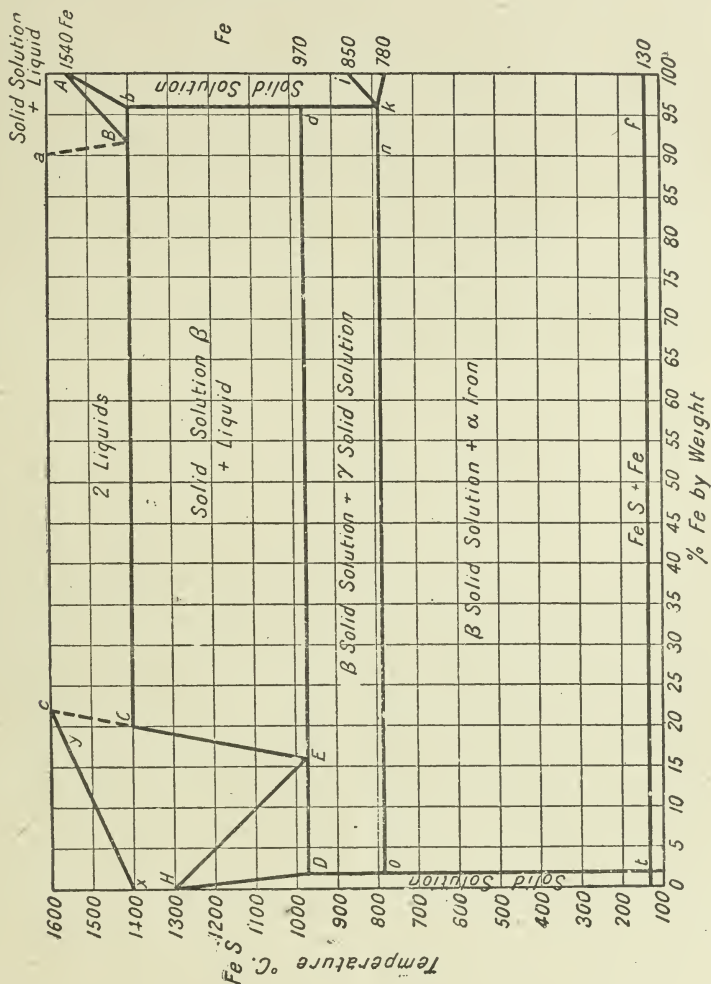 Solid Solution
+ Liquid
A
1540 Fe
Fe
970
850
780
130
a
B
b
Solid Solution
d
i
k
n
f
2 Liquids
Solid Solution β
+ Liquid
β Solid Solution + γ Solid Solution
β Solid Solution + α Iron
Fe S + Fe
c
y
C
E
x
H
D
O
Solid Solution
t
1600
1500
1400
1300
1200
1100
1000
900
800
700
600
500
400
300
200
100
Fe S
Temperature °C.
0
5
10
15
20
25
30
35
40
45
50
55
60
65
70
75
80
85
90
95
100
% Fe by Weight